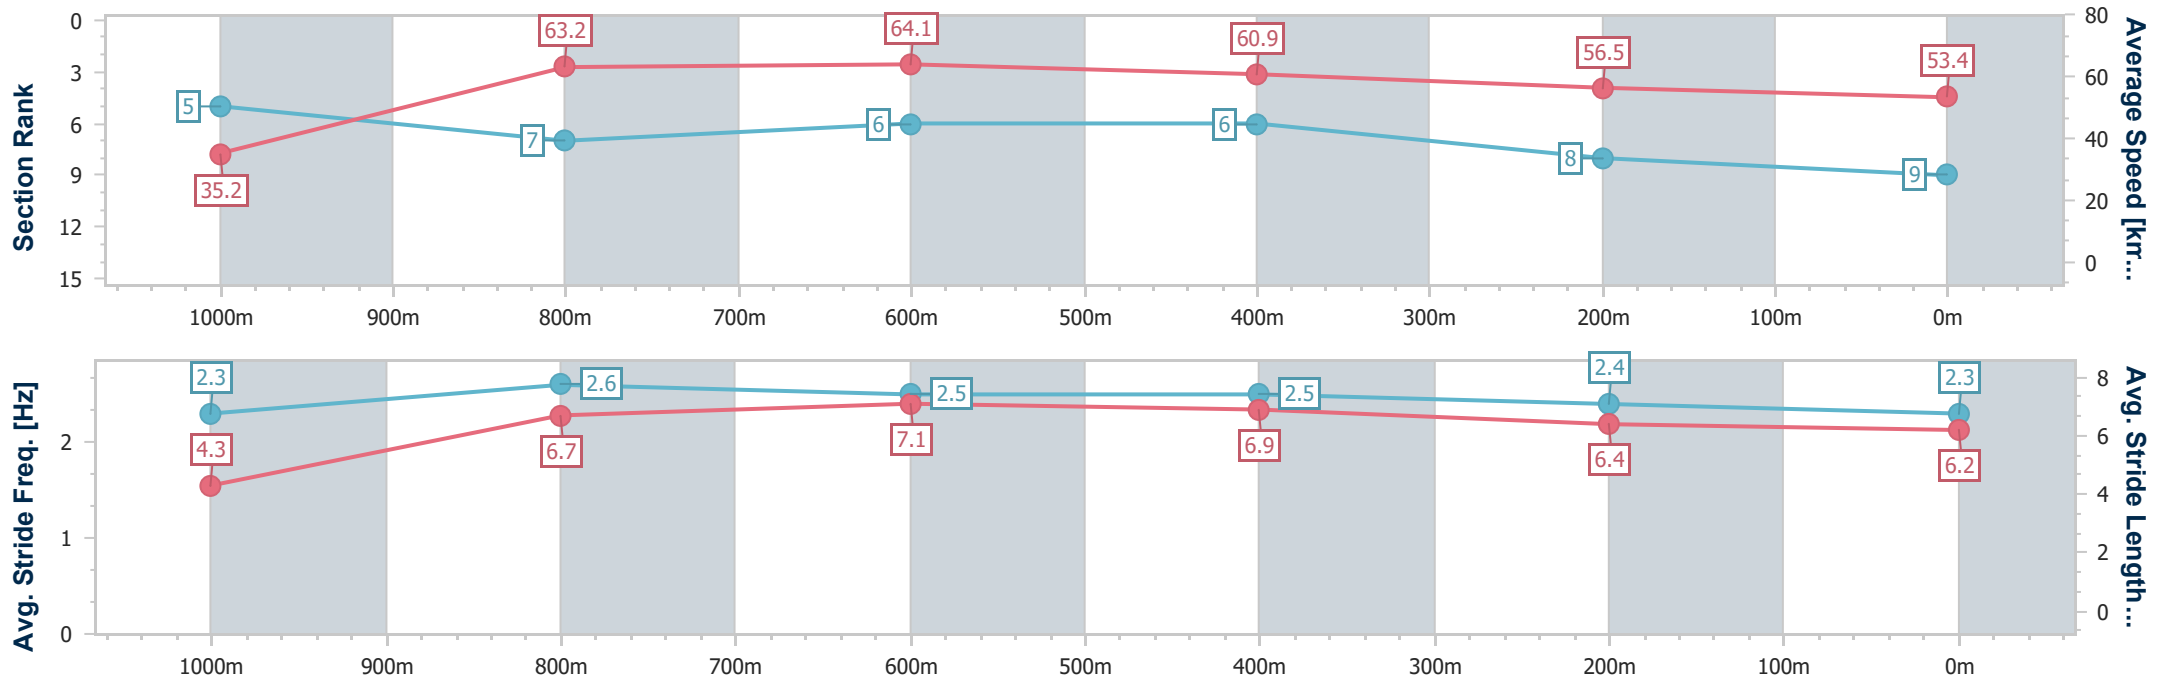 Section Rank
0
3
6
9
12
15
5
7
6
6
8
9
35.2
63.2
64.1
60.9
56.5
53.4
80
60
40
20
0
Average Speed [km...
1000m
900m
800m
700m
600m
500m
400m
300m
200m
100m
0m
Avg. Stride Freq. [Hz]
2
1
0
2.3
2.6
2.5
2.5
2.4
2.3
4.3
6.7
7.1
6.9
6.4
6.2
8
6
4
2
0
Avg. Stride Length...
1000m
900m
800m
700m
600m
500m
400m
300m
200m
100m
0m